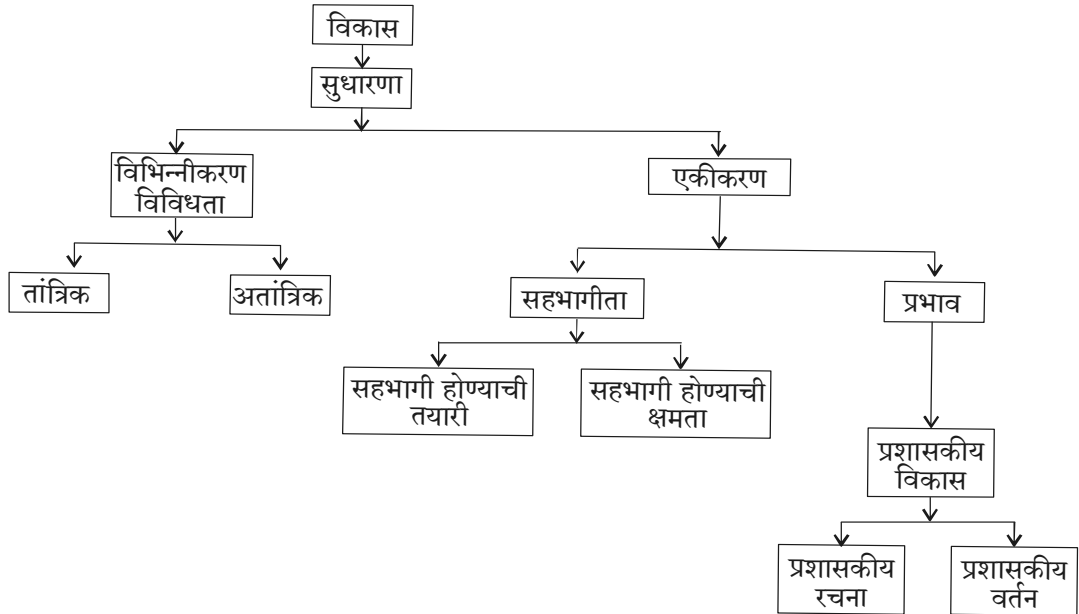 विकास
सुधारणा
विभिन्नीकरण
विविधता
एकीकरण
तांत्रिक
अतांत्रिक
सहभागीता
प्रभाव
सहभागी होण्याची
तयारी
सहभागी होण्याची
क्षमता
प्रशासकीय
विकास
प्रशासकीय
रचना
प्रशासकीय
वर्तन